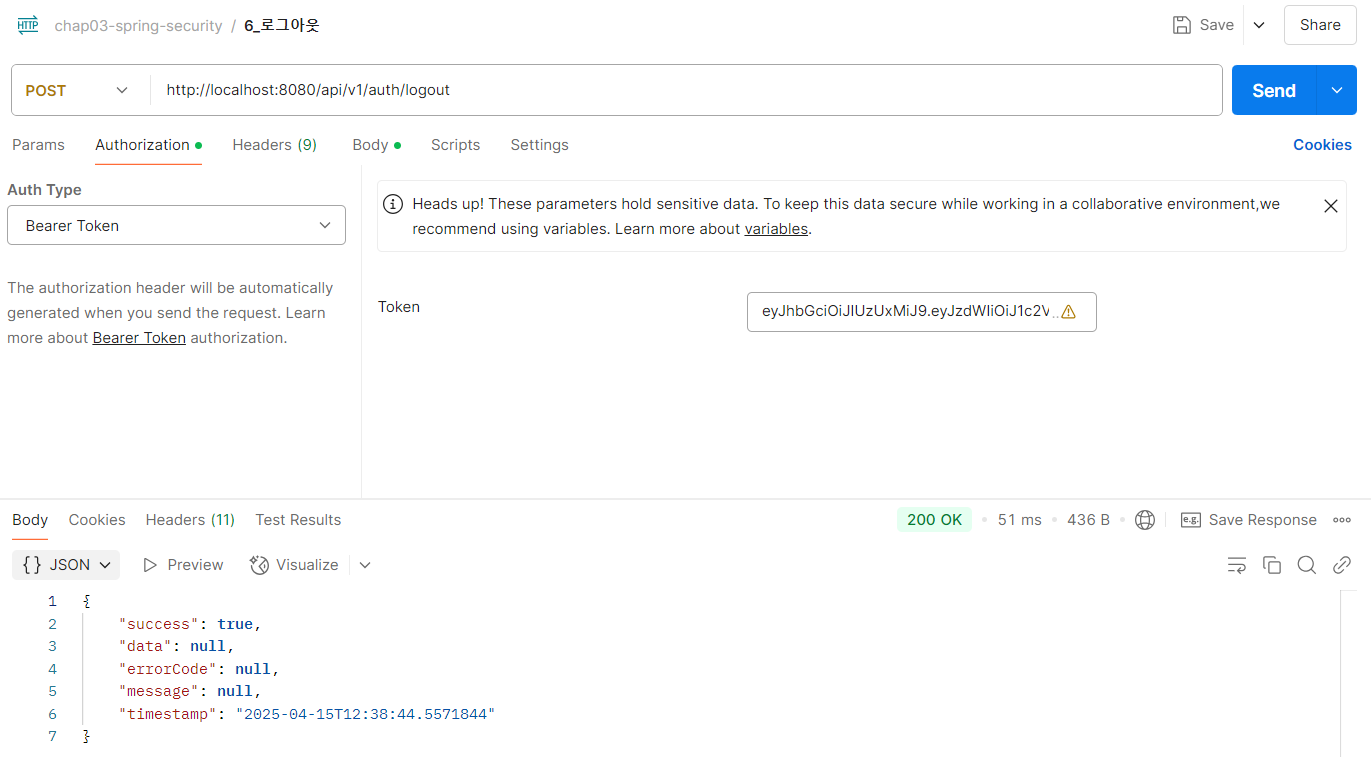 HTTP chap03-spring-security / 6_로그아웃 Save Share
POST http://localhost:8080/api/v1/auth/logout Send
Params Authorization Headers (9) Body Scripts Settings Cookies
Auth Type
Bearer Token
The authorization header will be automatically
generated when you send the request. Learn
more about Bearer Token authorization.
Heads up! These parameters hold sensitive data. To keep this data secure while working in a collaborative environment,we
recommend using variables. Learn more about variables.
Token eyJhbGciOiJIUzUxMiJ9.eyJzdWIiOiJ1c2V...
Body Cookies Headers (11) Test Results 200 OK 51 ms 436 B e.g. Save Response
{} JSON Preview Visualize
1 {
2 "success": true,
3 "data": null,
4 "errorCode": null,
5 "message": null,
6 "timestamp": "2025-04-15T12:38:44.5571844"
7 }